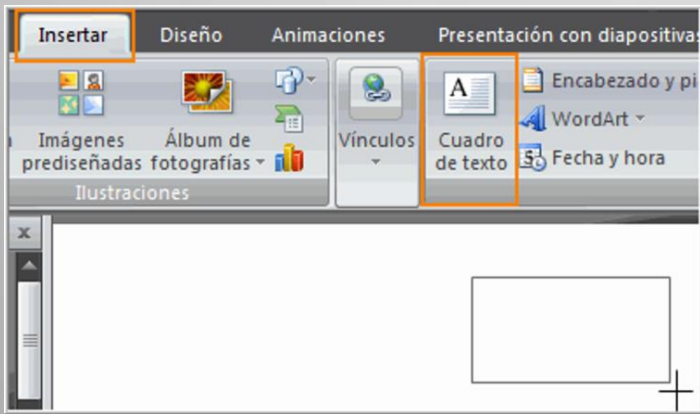 Insertar Diseño Animaciones Presentación con diapositivas
Imágenes prediseñadas
Álbum de fotografías
Vínculos
Cuadro de texto
Encabezado y pi
WordArt
Fecha y hora
Ilustraciones